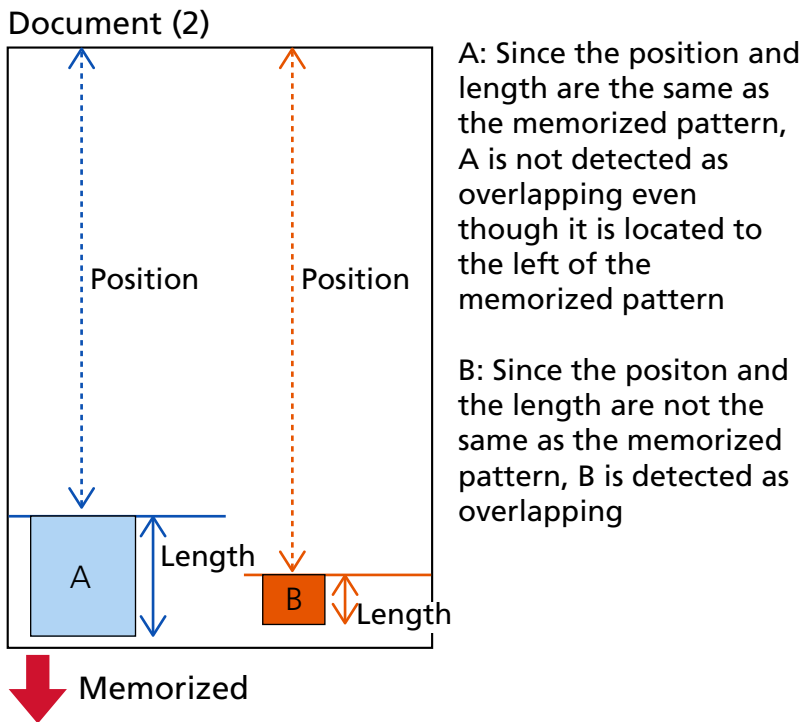 Document (2)
A: Since the position and
length are the same as
the memorized pattern,
A is not detected as
overlapping even
though it is located to
the left of the
memorized pattern
Position
Position
B: Since the positon and
the length are not the
same as the memorized
pattern, B is detected as
overlapping
A
Length
B
Length
Memorized